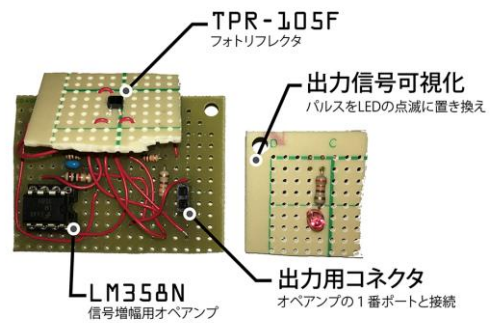 TPR-105F
フォトリフレクタ
出力信号可視化
パルスをLEDの点滅に置き換え
C
出力用コネクタ
オペアンプの1番ポートと接続
LM358N
信号増幅用オペアンプ